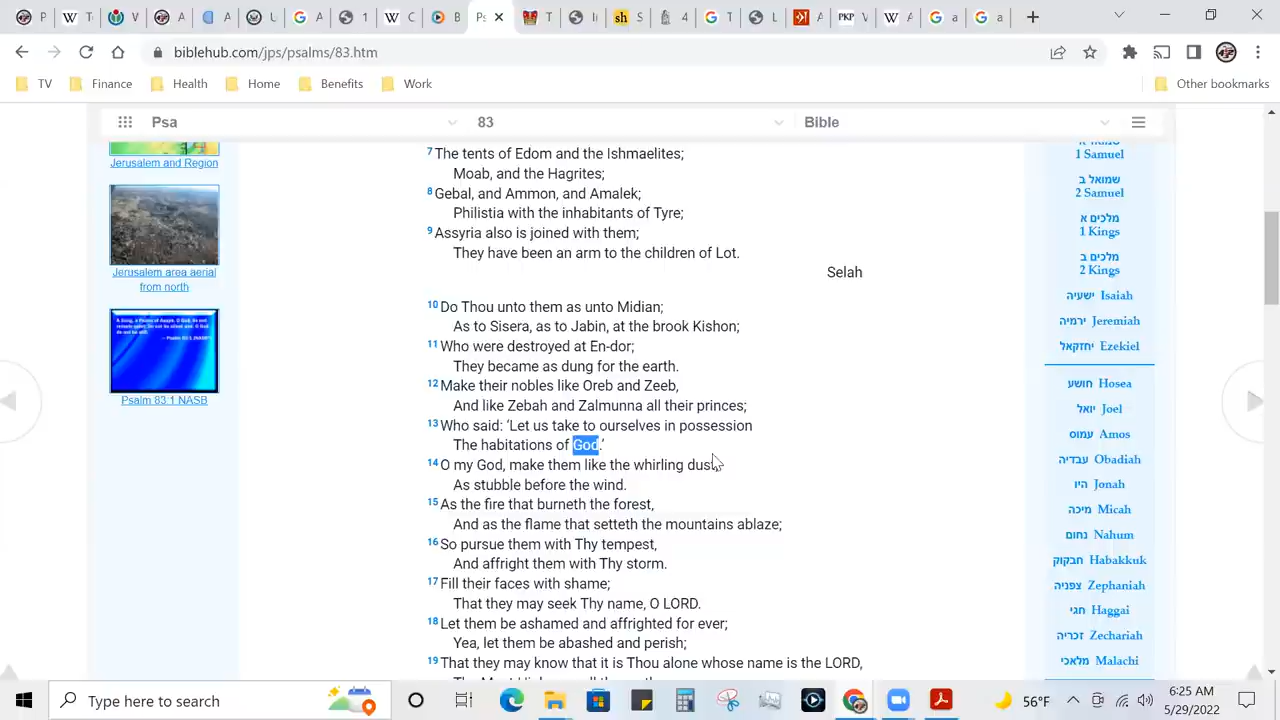 P
W
A
U
G A
1
W C
B
Ps
T
Ir
S
4
G T
L
A
PKP V
W A
G a
G a
biblehub.com/jps/psalms/83.htm
TV
Finance
Health
Home
Benefits
Work
Other bookmarks
Psa
83
Bible
Jerusalem and Region
Jerusalem area aerial
from north
Psalm 83:1 NASB
7 The tents of Edom and the Ishmaelites;
Moab, and the Hagrites;
8 Gebal, and Ammon, and Amalek;
Philistia with the inhabitants of Tyre;
9 Assyria also is joined with them;
They have been an arm to the children of Lot.
Selah
10 Do Thou unto them as unto Midian;
As to Sisera, as to Jabin, at the brook Kishon;
11 Who were destroyed at En-dor;
They became as dung for the earth.
12 Make their nobles like Oreb and Zeeb,
And like Zebah and Zalmunna all their princes;
13 Who said: ‘Let us take to ourselves in possession
The habitations of God.’
14 O my God, make them like the whirling dust
As stubble before the wind.
15 As the fire that burneth the forest,
And as the flame that setteth the mountains ablaze;
16 So pursue them with Thy tempest,
And affright them with Thy storm.
17 Fill their faces with shame;
That they may seek Thy name, O LORD.
18 Let them be ashamed and affrighted for ever;
Yea, let them be abashed and perish;
19 That they may know that it is Thou alone whose name is the LORD,
1 Samuel
שמואל ב
2 Samuel
מלכים א
1 Kings
מלכים ב
2 Kings
ישעיה Isaiah
ירמיה Jeremiah
יחזקאל Ezekiel
הושע Hosea
יואל Joel
עמוס Amos
עבדיה Obadiah
Jonah
מיכה Micah
נחום Nahum
חבקוק Habakkuk
צפניה Zephaniah
חגי Haggai
זכריה Zechariah
מלאכי Malachi
Type here to search
56°F
6:25 AM
5/29/2022